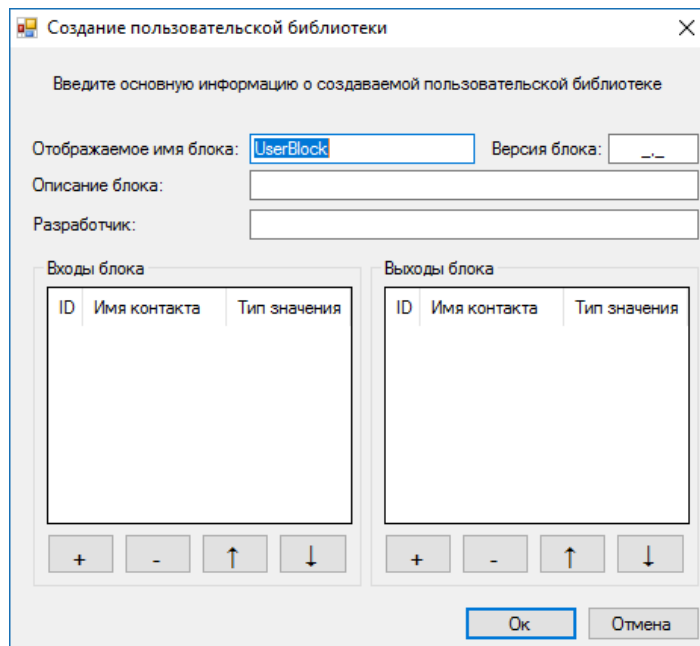 Создание пользовательской библиотеки
Введите основную информацию о создаваемой пользовательской библиотеке
Отображаемое имя блока: UserBlock Версия блока: _._
Описание блока:
Разработчик:
Входы блока Выходы блока
ID Имя контакта Тип значения ID Имя контакта Тип значения
+ - ↑ ↓ + - ↑ ↓
Ок Отмена